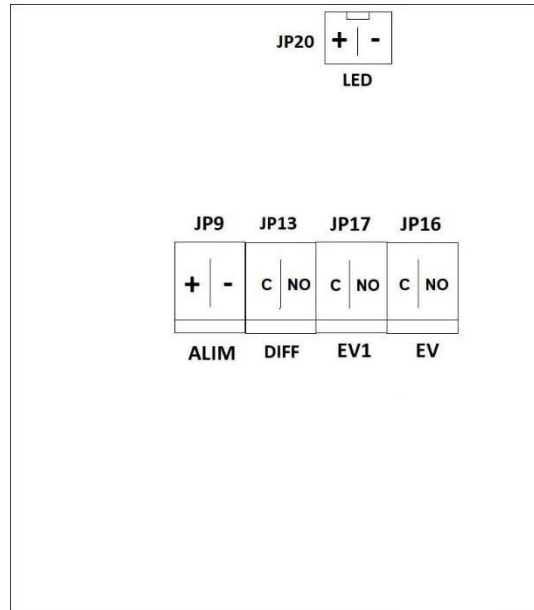 JP20 + -
LED
JP9 JP13 JP17 JP16
+ - C NO C NO C NO
ALIM DIFF EV1 EV